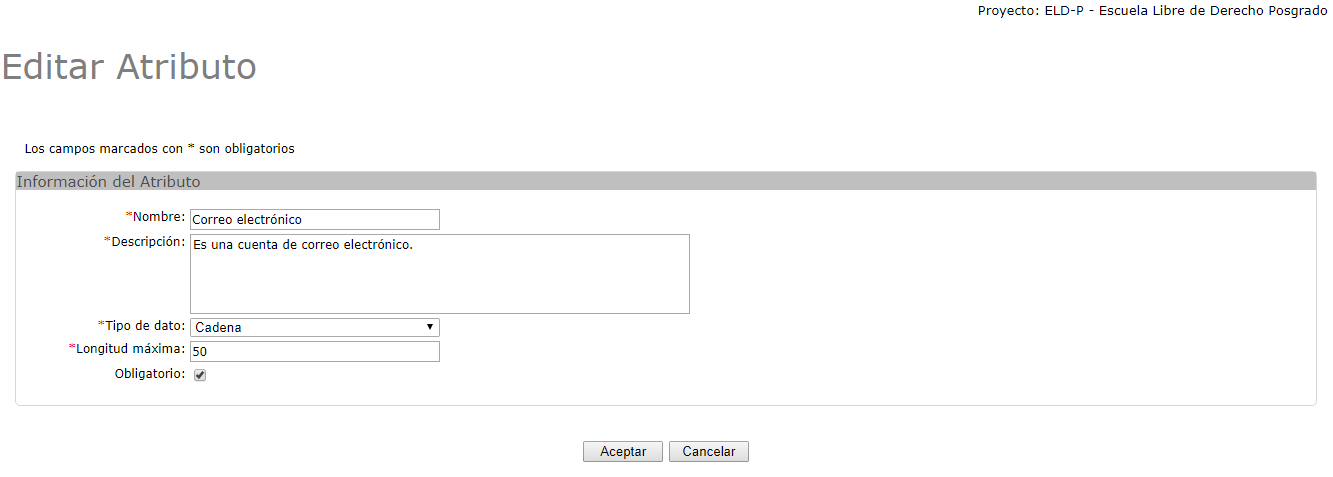 Proyecto: ELD-P - Escuela Libre de Derecho Posgrado
Editar Atributo
Los campos marcados con * son obligatorios
Información del Atributo
*Nombre: Correo electrónico
*Descripción: Es una cuenta de correo electrónico.
*Tipo de dato: Cadena
*Longitud máxima: 50
Obligatorio:
Aceptar Cancelar